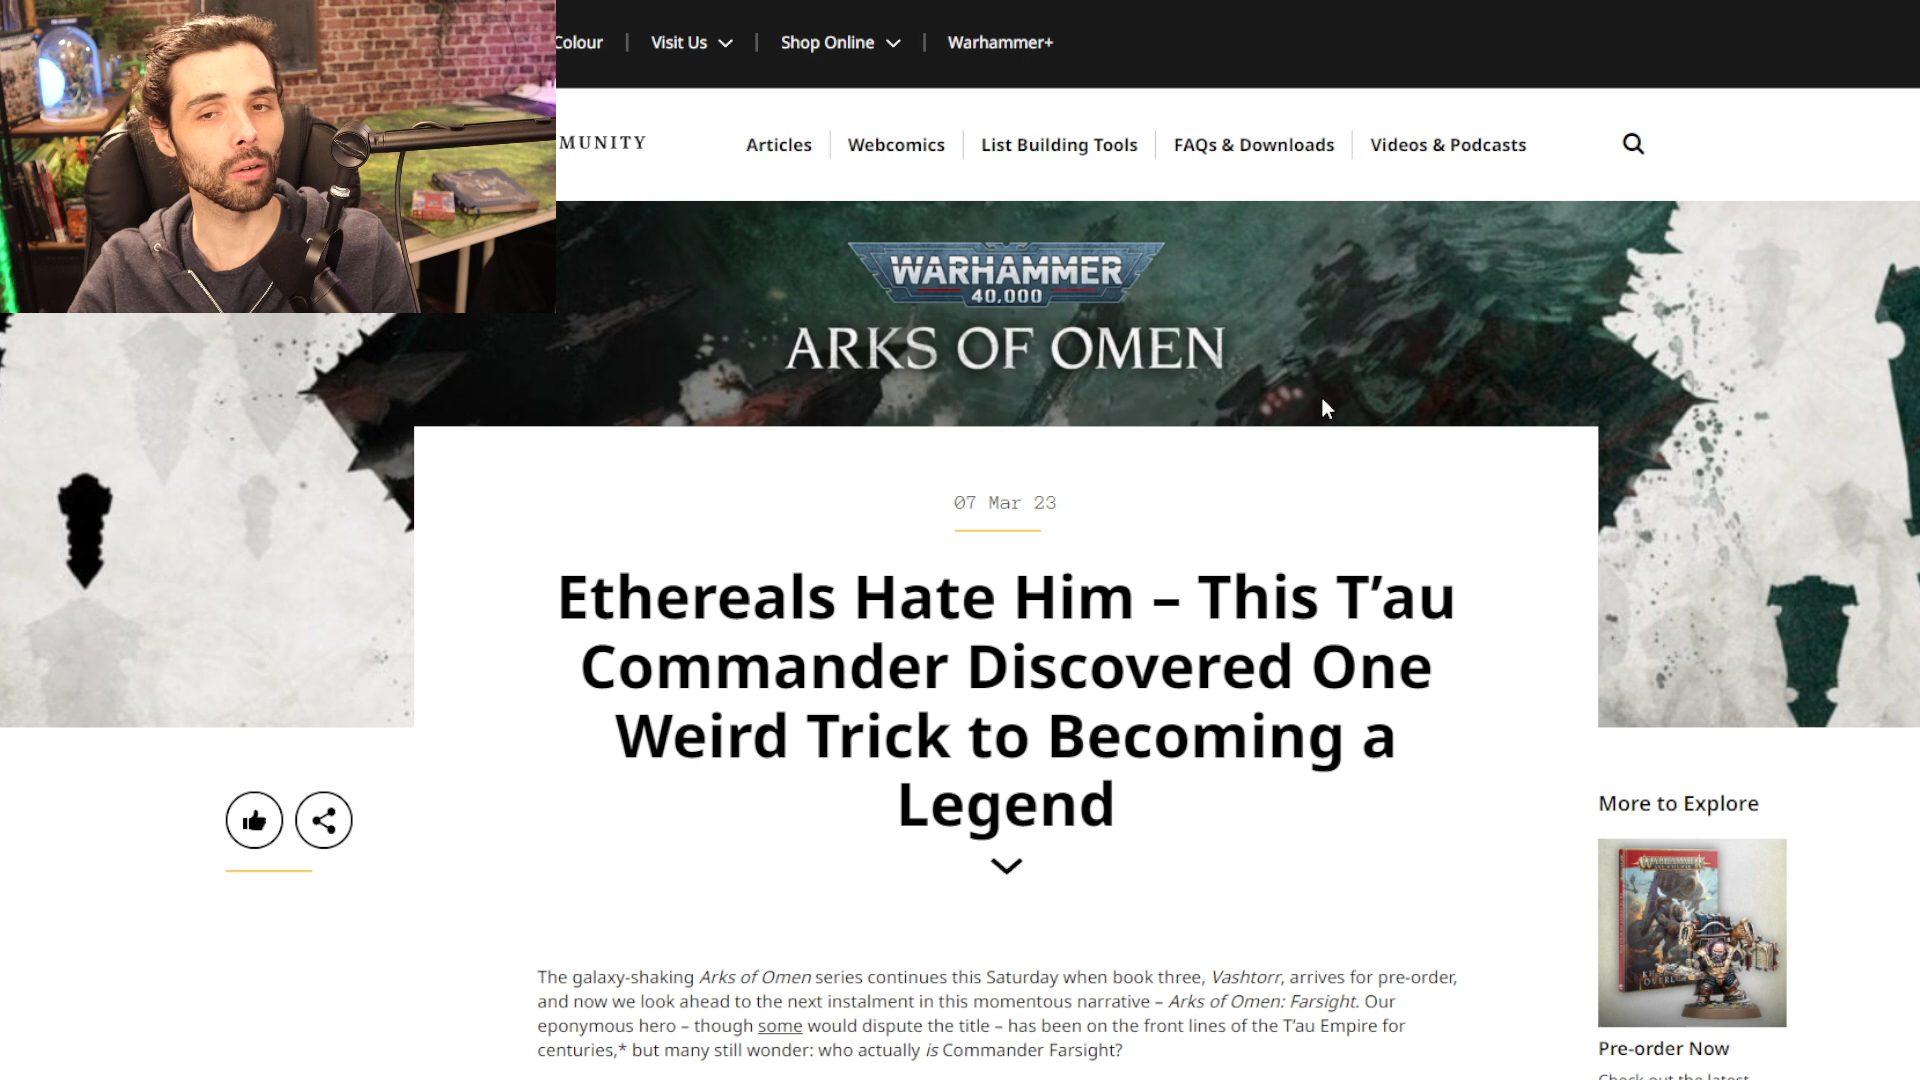 Colour
Visit Us
Shop Online
Warhammer+
MUNITY
Articles
Webcomics
List Building Tools
FAQs & Downloads
Videos & Podcasts
WARHAMMER
40,000
ARKS OF OMEN
07 Mar 23
Ethereals Hate Him – This T’au
Commander Discovered One
Weird Trick to Becoming a
Legend
The galaxy-shaking Arks of Omen series continues this Saturday when book three, Vashtorr, arrives for pre-order,
and now we look ahead to the next instalment in this momentous narrative – Arks of Omen: Farsight. Our
eponymous hero – though some would dispute the title – has been on the front lines of the T’au Empire for
centuries,* but many still wonder: who actually is Commander Farsight?
More to Explore
WARHAMMER
Pre-order Now
Check out the latest